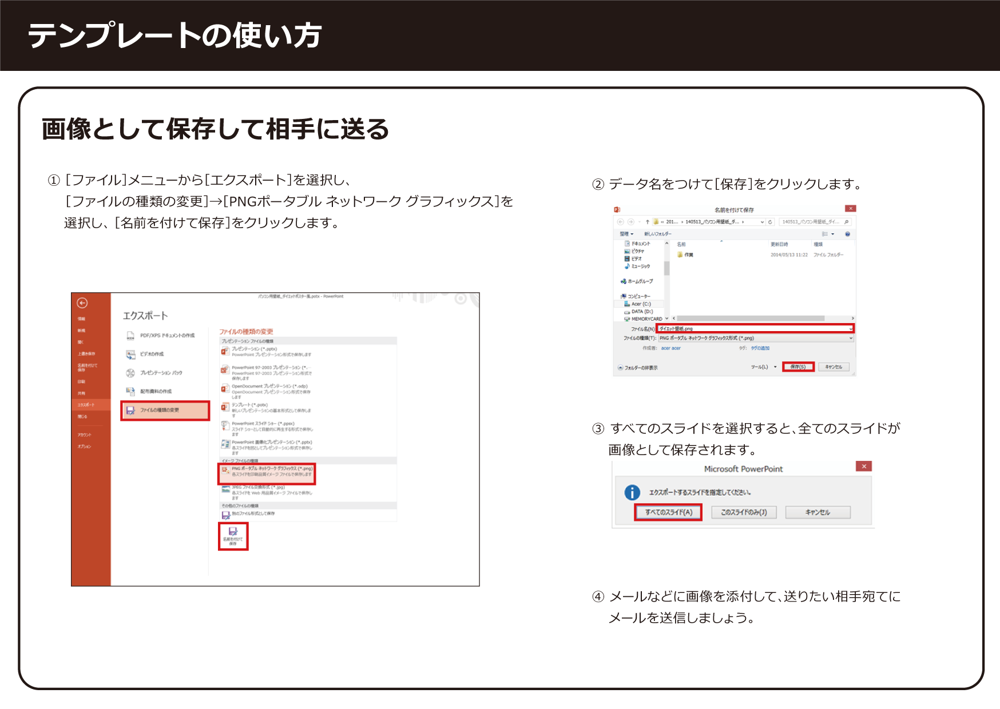 テンプレートの使い方
画像として保存して相手に送る
① [ファイル]メニューから[エクスポート]を選択し、
[ファイルの種類の変更]→[PNGポータブル ネットワーク グラフィックス]を
選択し、[名前を付けて保存]をクリックします。
パソコン用壁紙_ダイエットポスター風.potx - PowerPoint
情報
新規
開く
上書き保存
名前を付けて
保存
印刷
共有
エクスポート
閉じる
アカウント
オプション
エクスポート
PDF/XPS ドキュメントの作成
ビデオの作成
プレゼンテーション パック
配布資料の作成
ファイルの種類の変更
ファイルの種類の変更
プレゼンテーション ファイルの種類
プレゼンテーション (*.pptx)
PowerPoint プレゼンテーション形式で保存します
PowerPoint 97-2003 プレゼンテーション (*...
PowerPoint 97-2003 プレゼンテーション形式で
保存します
OpenDocument プレゼンテーション (*.odp)
OpenDocument プレゼンテーション形式で保存
します
テンプレート (*.potx)
新しいプレゼンテーションの基本形式として保存しま
す
PowerPoint スライド ショー (*.ppsx)
スライド ショーとして自動的に再生する形式で保存し
ます
PowerPoint 画像化プレゼンテーション (*.pptx)
各スライドを図としてプレゼンテーション形式で保存し
ます
イメージ ファイルの種類
PNG ポータブル ネットワーク グラフィックス (*.png)
各スライドを印刷品質イメージ ファイルで保存します
JPEG ファイル交換形式 (*.jpg)
各スライドを Web 用品質イメージ ファイルで保存し
ます
その他のファイルの種類
別のファイル形式として保存
名前を付けて
保存
② データ名をつけて[保存]をクリックします。
名前を付けて保存
« 201... › 140513_パソコン用壁紙_ダ... ›
140513_パソコン用壁紙_ダイ...
整理
新しいフォルダー
ドキュメント
ピクチャ
ビデオ
ミュージック
ホームグループ
コンピューター
Acer (C:)
DATA (D:)
MEMORYCARD
名前
更新日時
種類
作業
2014/05/13 11:22
ファイル フォルダー
ファイル名(N):
ダイエット壁紙.png
ファイルの種類(T):
PNG ポータブル ネットワーク グラフィックス形式 (*.png)
作成者:
acer acer
タグ:
タグの追加
フォルダーの非表示
ツール(L)
保存(S)
キャンセル
③ すべてのスライドを選択すると、全てのスライドが
画像として保存されます。
Microsoft PowerPoint
エクスポートするスライドを指定してください。
すべてのスライド(A)
このスライドのみ(J)
キャンセル
④ メールなどに画像を添付して、送りたい相手宛てに
メールを送信しましょう。